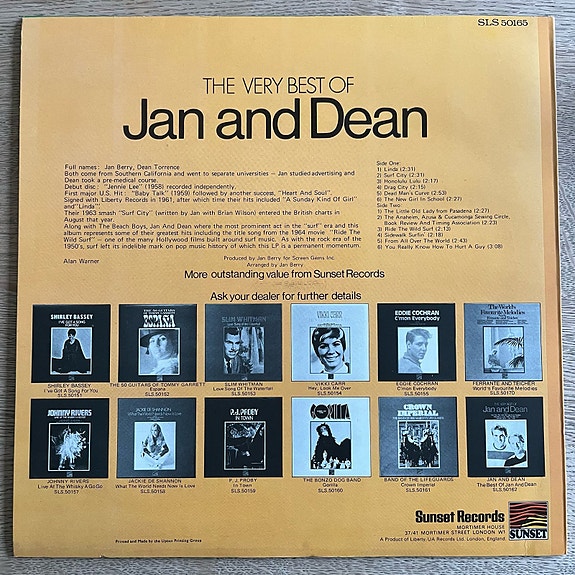 SLS 50165
THE VERY BEST OF
Jan and Dean
Full names: Jan Berry, Dean Torrence
Both come from Southern California and went to separate universities – Jan studied advertising and
Dean took a pre-medical course.
Debut disc: "Jennie Lee" (1958) recorded independently.
First major U.S. Hit: "Baby Talk" (1959) followed by another success, "Heart And Soul".
Signed with Liberty Records in 1961, after which time their hits included "A Sunday Kind Of Girl"
and "Linda".
Their 1963 smash "Surf City" (written by Jan with Brian Wilson) entered the British charts in
August that year.
Along with The Beach Boys, Jan And Dean where the most promient act in the "surf" era and this
album represents some of their greatest hits including the title song from the 1964 movie "Ride The
Wild Surf" – one of the many Hollywood films built around surf music. As with the rock era of the
1950's, surf left its indelible mark on pop music history of which this LP is a permanent momentum.
Alan Warner
Side One:
1) Linda (2:31)
2) Surf City (2:31)
3) Honolulu Lulu (2:17)
4) Drag City (2:15)
5) Dead Man's Curve (2:53)
6) The New Girl In School (2:27)
Side Two
1) The Little Old Lady from Pasadena (2:27)
2) The Anaheim, Azusa & Cucamonga Sewing Circle,
Book Review And Timing Association (2:23)
3) Ride The Wild Surf (2:13)
4) Sidewalk Surfin' (2:18)
5) From All Over The World (2:43)
6) You Really Know How To Hurt A Guy (3:08)
Produced by Jan Berry for Screen Gems Inc.
Arranged by Jan Berry.
More outstanding value from Sunset Records
Ask your dealer for further details
SHIRLEY BASSEY
I've Got A Song For You
SLS.50151
THE 50 GUITARS OF TOMMY GARRETT
Espana
SLS.50152
SLIM WHITMAN
Love Song Of The Waterfall
SLS.50153
VIKKI CARR
Hey, Look Me Over
SLS.50154
EDDIE COCHRAN
C'mon Everybody
SLS.50155
FERRANTE AND TEICHER
World's Favourite Melodies
SLS.50170
JOHNNY RIVERS
Live At The Whisky A Go Go
SLS.50157
JACKIE DE SHANNON
What The World Needs Now Is Love
SLS.50158
P. J. PROBY
In Town
SLS.50159
THE BONZO DOG BAND
Gorilla
SLS.50160
BAND OF THE LIFEGUARDS
Crown Imperial
SLS.50161
JAN AND DEAN
The Best Of Jan and Dean
SLS.50162
Sunset Records
MORTIMER HOUSE
37/41 MORTIMER STREET LONDON W1
A Product of Liberty/UA Records Ltd. London, England
SUNSET
Printed and Made by the Upton Printing Group